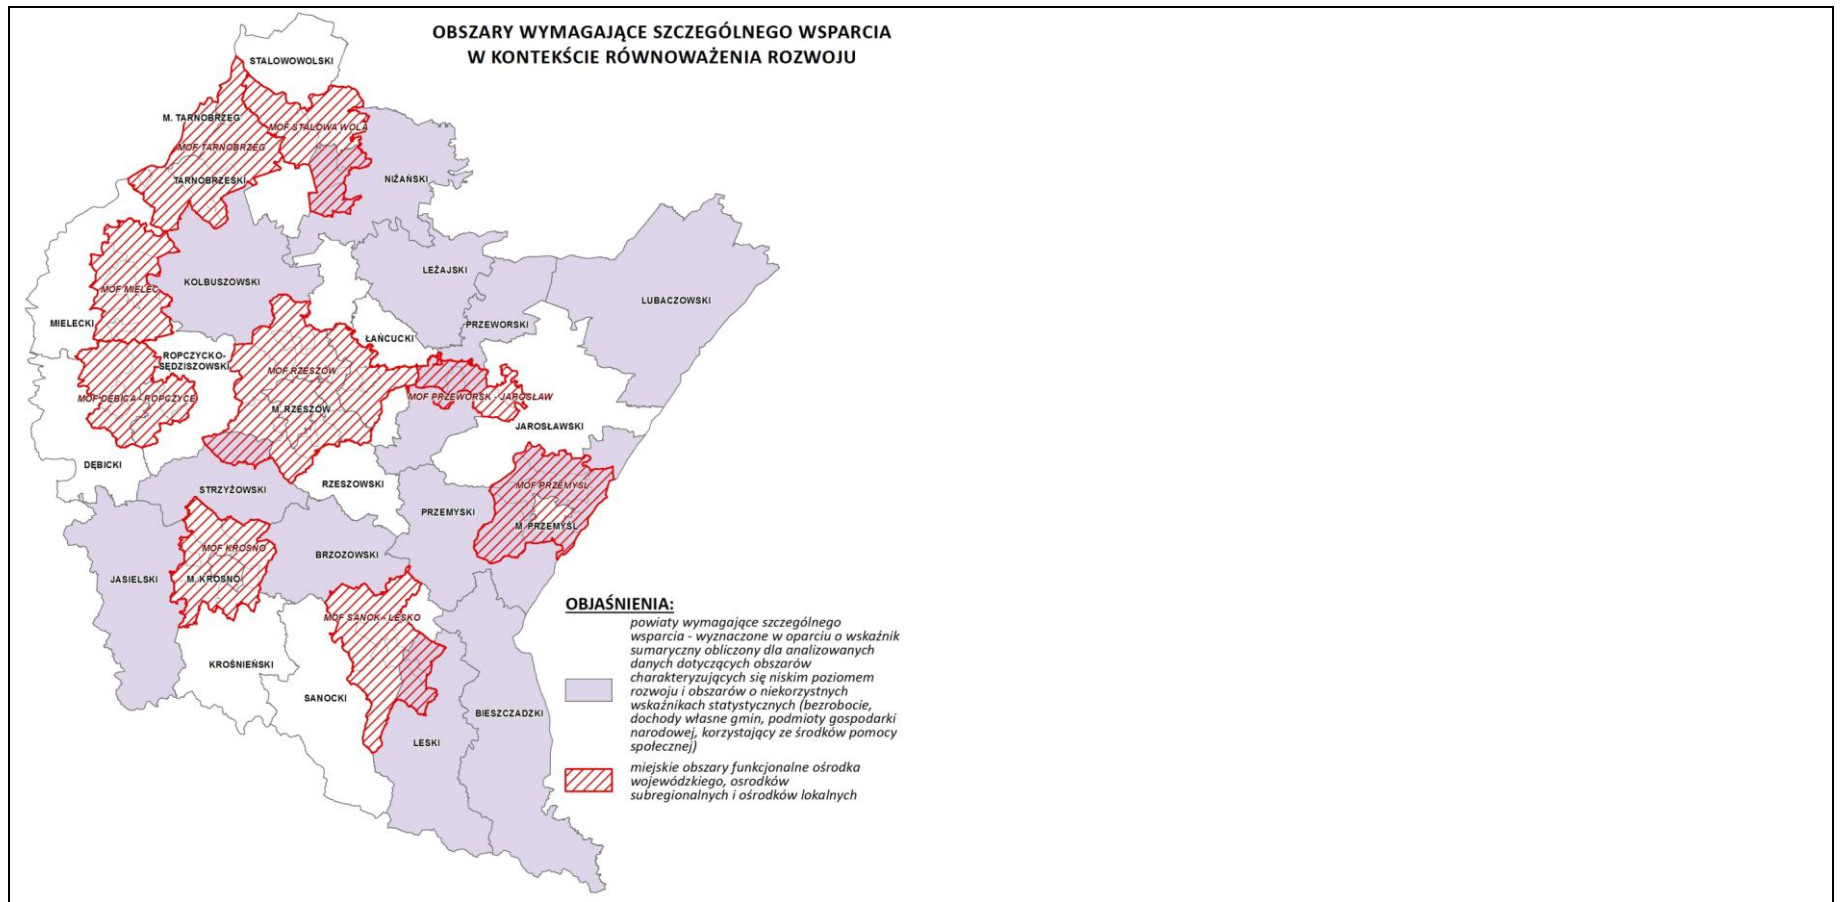 OBSZARY WYMAGAJĄCE SZCZEGÓLNEGO WSPARCIA
W KONTEKŚCIE RÓWNOWAŻENIA ROZWOJU
STALOWOWOLSKI
M. TARNOBRZEG
MOF STALOWA WOLA
MOF TARNOBRZEG
TARNOBRZESKI
NIŻAŃSKI
LEŻAJSKI
KOLBUSZOWSKI
MOF MIELEC
LUBACZOWSKI
MIELECKI
PRZEWORSKI
ŁAŃCUCKI
ROPCZYCKO-
SĘDZISZOWSKI
MOF RZESZÓW
MOF DĘBICA - ROPCZYCE
MOF PRZEWORSK - JAROSŁAW
M. RZESZÓW
JAROSŁAWSKI
DĘBICKI
RZESZOWSKI
MOF PRZEMYŚL
STRZYŻOWSKI
PRZEMYSKI
M. PRZEMYŚL
MOF KROSNO
BRZOZOWSKI
JASIELSKI
M. KROSNO
MOF SANOK - LESKO
KROŚNIEŃSKI
SANOCKI
BIESZCZADZKI
LESKI
OBJAŚNIENIA:
powiaty wymagające szczególnego
wsparcia - wyznaczone w oparciu o wskaźnik
sumaryczny obliczony dla analizowanych
danych dotyczących obszarów
charakteryzujących się niskim poziomem
rozwoju i obszarów o niekorzystnych
wskaźnikach statystycznych (bezrobocie,
dochody własne gmin, podmioty gospodarki
narodowej, korzystający ze środków pomocy
społecznej)
miejskie obszary funkcjonalne ośrodka
wojewódzkiego, osrodków
subregionalnych i ośrodków lokalnych